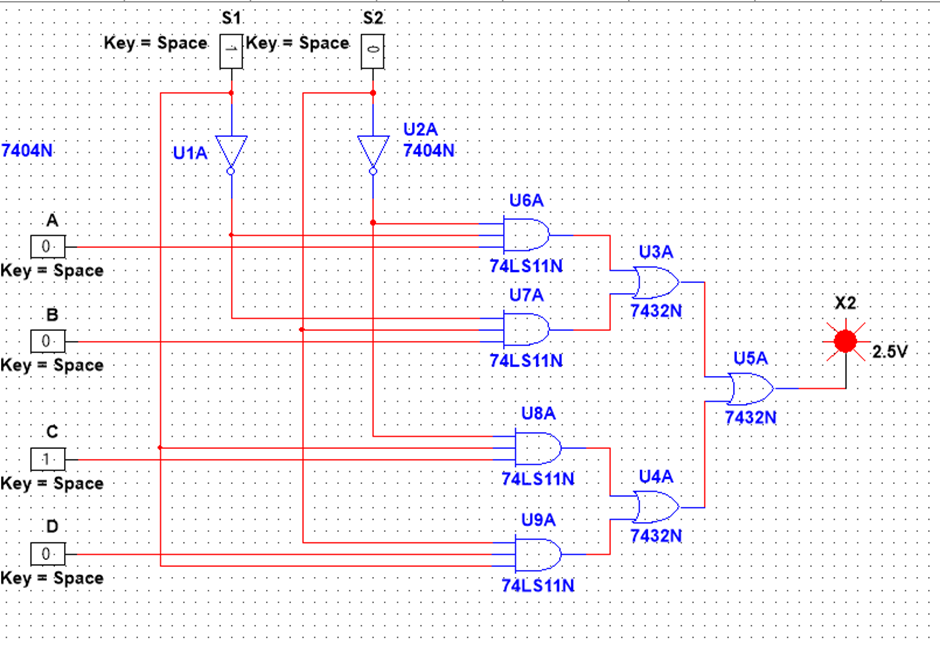 S1
S2
Key = Space
1
Key = Space
0
7404N
U1A
U2A
7404N
A
0
Key = Space
U6A
74LS11N
U3A
7432N
B
0
Key = Space
U7A
74LS11N
X2
2.5V
U5A
7432N
C
1
Key = Space
U8A
74LS11N
U4A
7432N
D
0
Key = Space
U9A
74LS11N